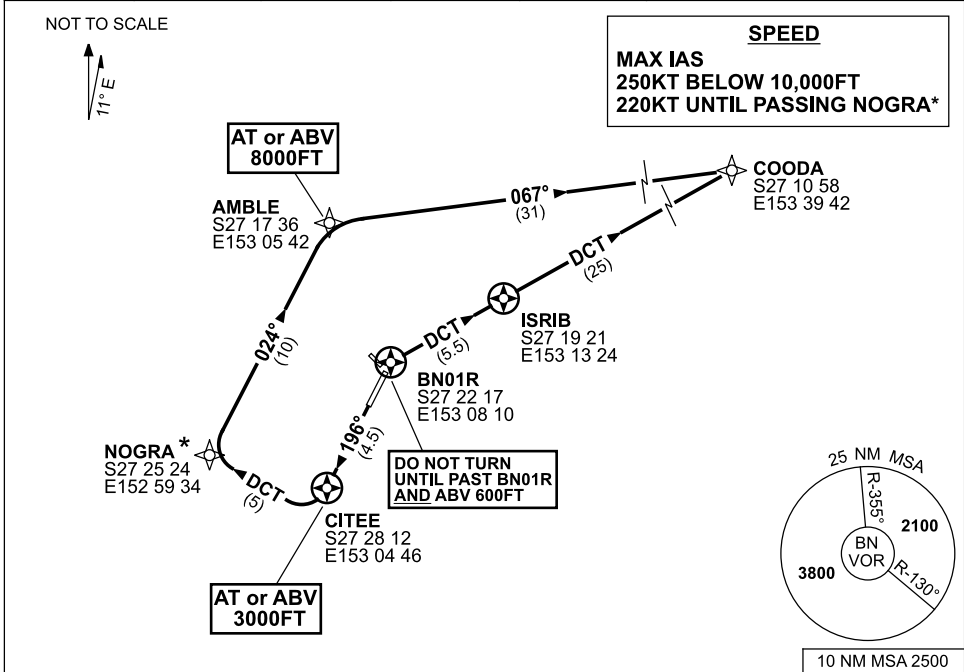 NOT TO SCALE
11° E
SPEED
MAX IAS
250KT BELOW 10,000FT
220KT UNTIL PASSING NOGRA*
AT or ABV
8000FT
AMBLE
S27 17 36
E153 05 42
067°
(31)
COODA
S27 10 58
E153 39 42
DCT
(25)
ISRIB
S27 19 21
E153 13 24
DCT
(5.5)
024°
(10)
BN01R
S27 22 17
E153 08 10
196°
(4.5)
NOGRA *
S27 25 24
E152 59 34
DCT
(5)
DO NOT TURN
UNTIL PAST BN01R
AND ABV 600FT
CITEE
S27 28 12
E153 04 46
AT or ABV
3000FT
25 NM MSA
R-355°
2100
BN
VOR
3800
R-130°
10 NM MSA 2500